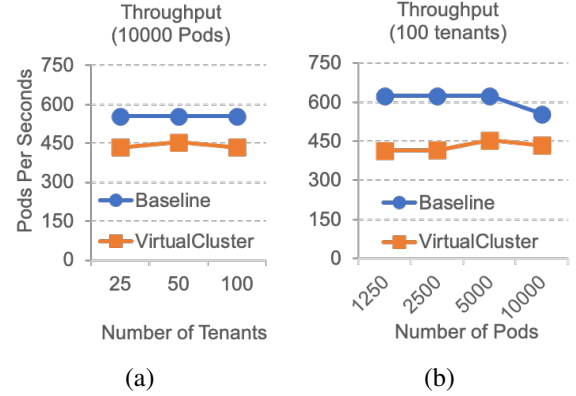 Throughput
(10000 Pods)
Pods Per Seconds
750
600
450
300
150
0
Baseline
VirtualCluster
25 50 100
Number of Tenants
(a)
Throughput
(100 tenants)
750
600
450
300
150
0
Baseline
VirtualCluster
1250 2500 5000 10000
Number of Pods
(b)